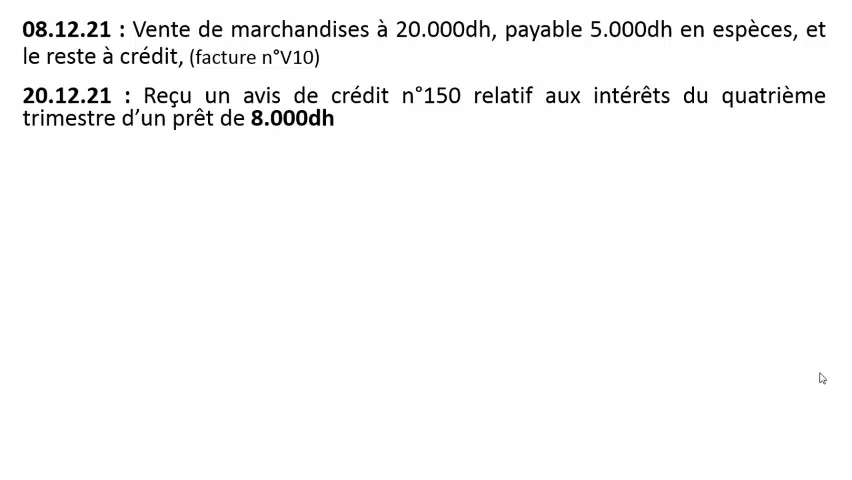 08.12.21 : Vente de marchandises à 20.000dh, payable 5.000dh en espèces, et
le reste à crédit, (facture n°V10)
20.12.21 : Reçu un avis de crédit n°150 relatif aux intérêts du quatrième
trimestre d’un prêt de 8.000dh